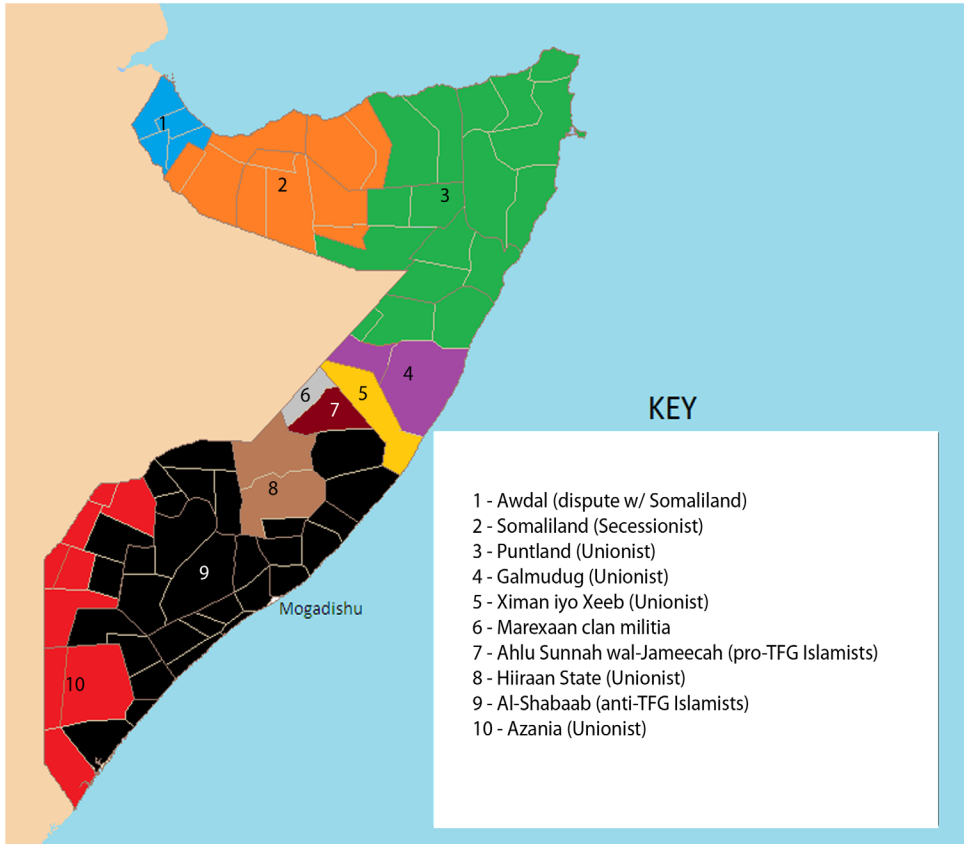 1
2
3
4
5
6
7
8
9
10
Mogadishu
KEY
1 - Awdal (dispute w/ Somaliland)
2 - Somaliland (Secessionist)
3 - Puntland (Unionist)
4 - Galmudug (Unionist)
5 - Ximan iyo Xeeb (Unionist)
6 - Marexaan clan militia
7 - Ahlu Sunnah wal-Jameecah (pro-TFG Islamists)
8 - Hiiraan State (Unionist)
9 - Al-Shabaab (anti-TFG Islamists)
10 - Azania (Unionist)